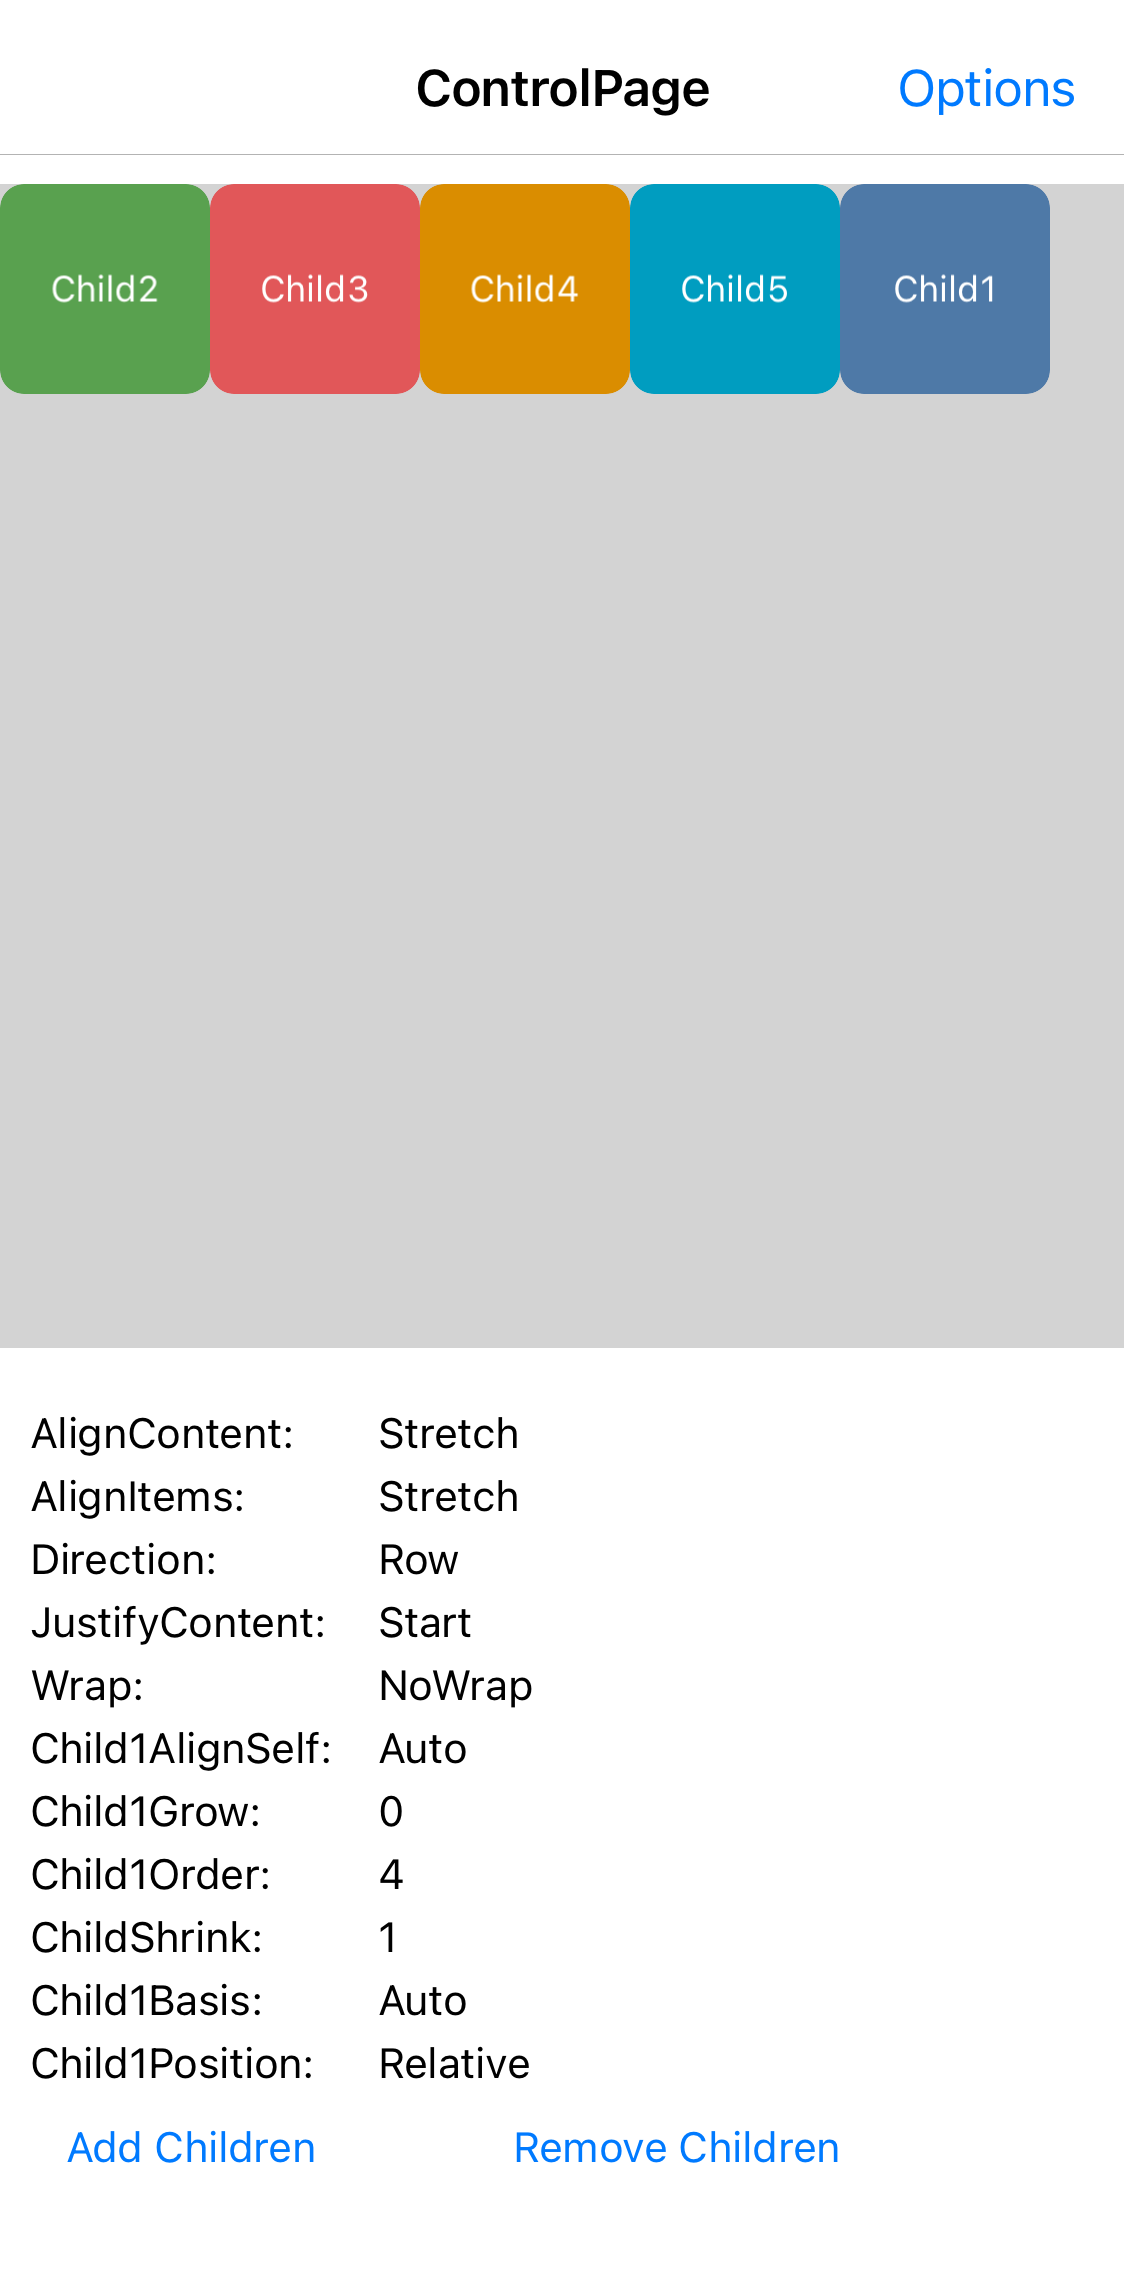 ControlPage Options
Child2 Child3 Child4 Child5 Child1
AlignContent: Stretch
AlignItems: Stretch
Direction: Row
JustifyContent: Start
Wrap: NoWrap
Child1AlignSelf: Auto
Child1Grow: 0
Child1Order: 4
ChildShrink: 1
Child1Basis: Auto
Child1Position: Relative
Add Children Remove Children